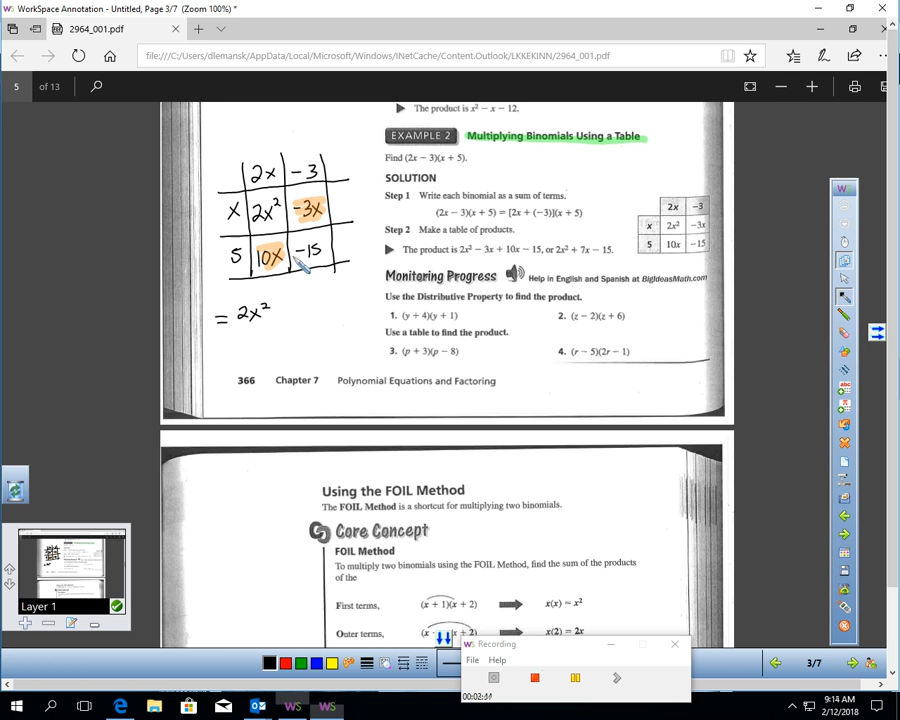 WS WorkSpace Annotation - Untitled, Page 3/7 (Zoom 100%) *
2964_001.pdf
file:///C:/Users/dlemansk/AppData/Local/Microsoft/Windows/INetCache/Content.Outlook/LKKEKINN/2964_001.pdf
5 of 13
The product is x² − x − 12.
EXAMPLE 2 Multiplying Binomials Using a Table
Find (2x − 3)(x + 5).
SOLUTION
Step 1 Write each binomial as a sum of terms.
(2x − 3)(x + 5) = [2x + (−3)](x + 5)
Step 2 Make a table of products.
The product is 2x² − 3x + 10x − 15, or 2x² + 7x − 15.
2x −3
x 2x² −3x
5 10x −15
2x -3
x 2x² -3x
5 10x -15
= 2x²
Monitoring Progress Help in English and Spanish at BigIdeasMath.com
Use the Distributive Property to find the product.
1. (y + 4)(y + 1) 2. (z − 2)(z + 6)
Use a table to find the product.
3. (p + 3)(p − 8) 4. (r − 5)(2r − 1)
366 Chapter 7 Polynomial Equations and Factoring
Using the FOIL Method
The FOIL Method is a shortcut for multiplying two binomials.
Core Concept
FOIL Method
To multiply two binomials using the FOIL Method, find the sum of the products
of the
First terms, (x + 1)(x + 2) x(x) = x²
Outer terms, x(2) = 2x
Layer 1
WS
Recording
File Help
3/7
9:14 AM
2/12/2018